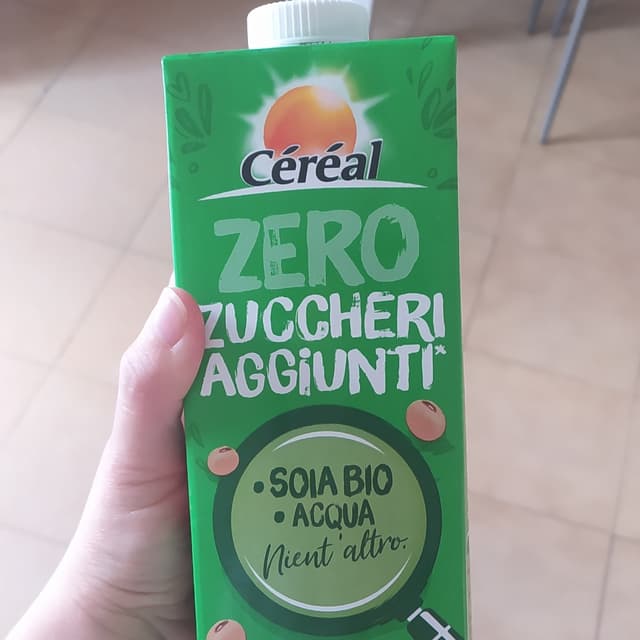 Céréal
ZERO
ZUCCHERI
AGGiUNTi*
• SOIA BIO
• ACQUA
Nient'altro.